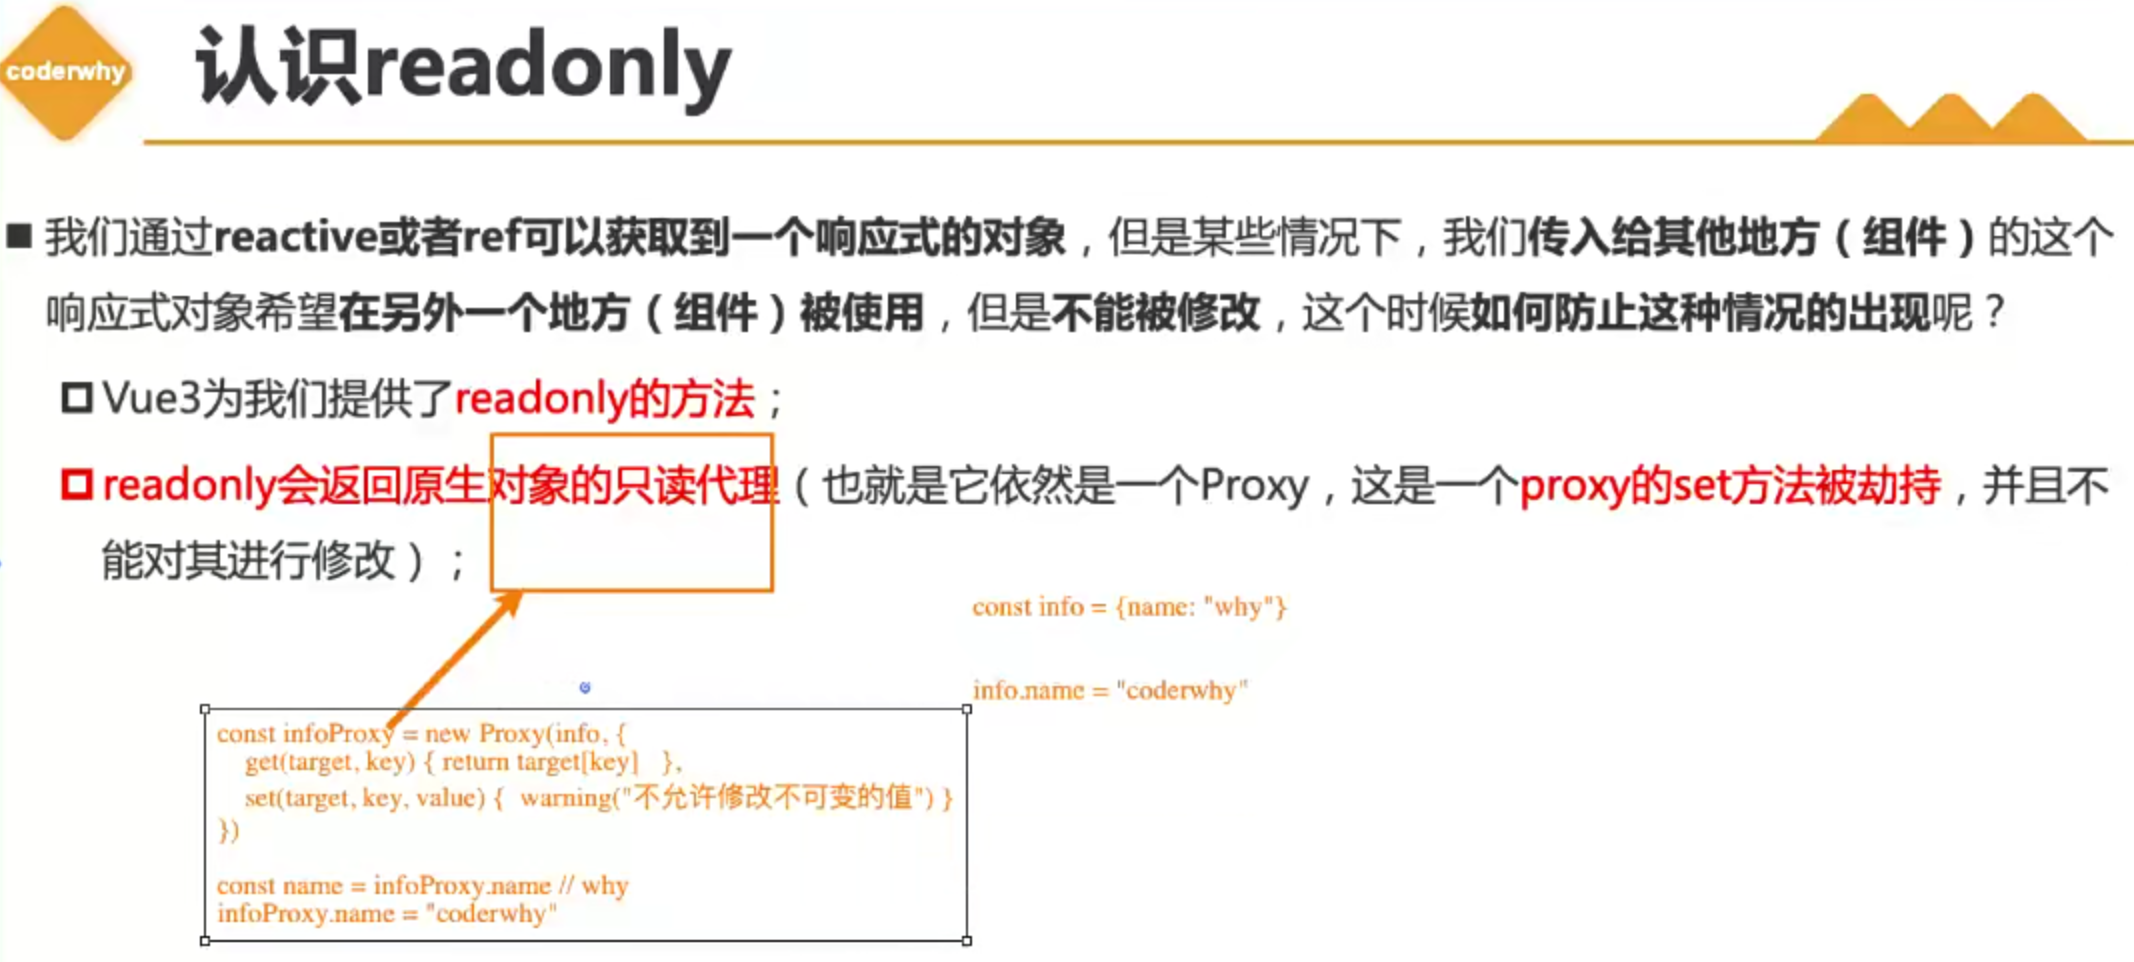 coderwhy
认识readonly
■ 我们通过reactive或者ref可以获取到一个响应式的对象，但是某些情况下，我们传入给其他地方（组件）的这个
响应式对象希望在另外一个地方（组件）被使用，但是不能被修改，这个时候如何防止这种情况的出现呢？
Vue3为我们提供了readonly的方法；
readonly会返回原生对象的只读代理（也就是它依然是一个Proxy，这是一个proxy的set方法被劫持，并且不
能对其进行修改）；
const info = {name: "why"}
info.name = "coderwhy"
const infoProxy = new Proxy(info, {
get(target, key) { return target[key] },
set(target, key, value) { warning("不允许修改不可变的值") }
})
const name = infoProxy.name // why
infoProxy.name = "coderwhy"